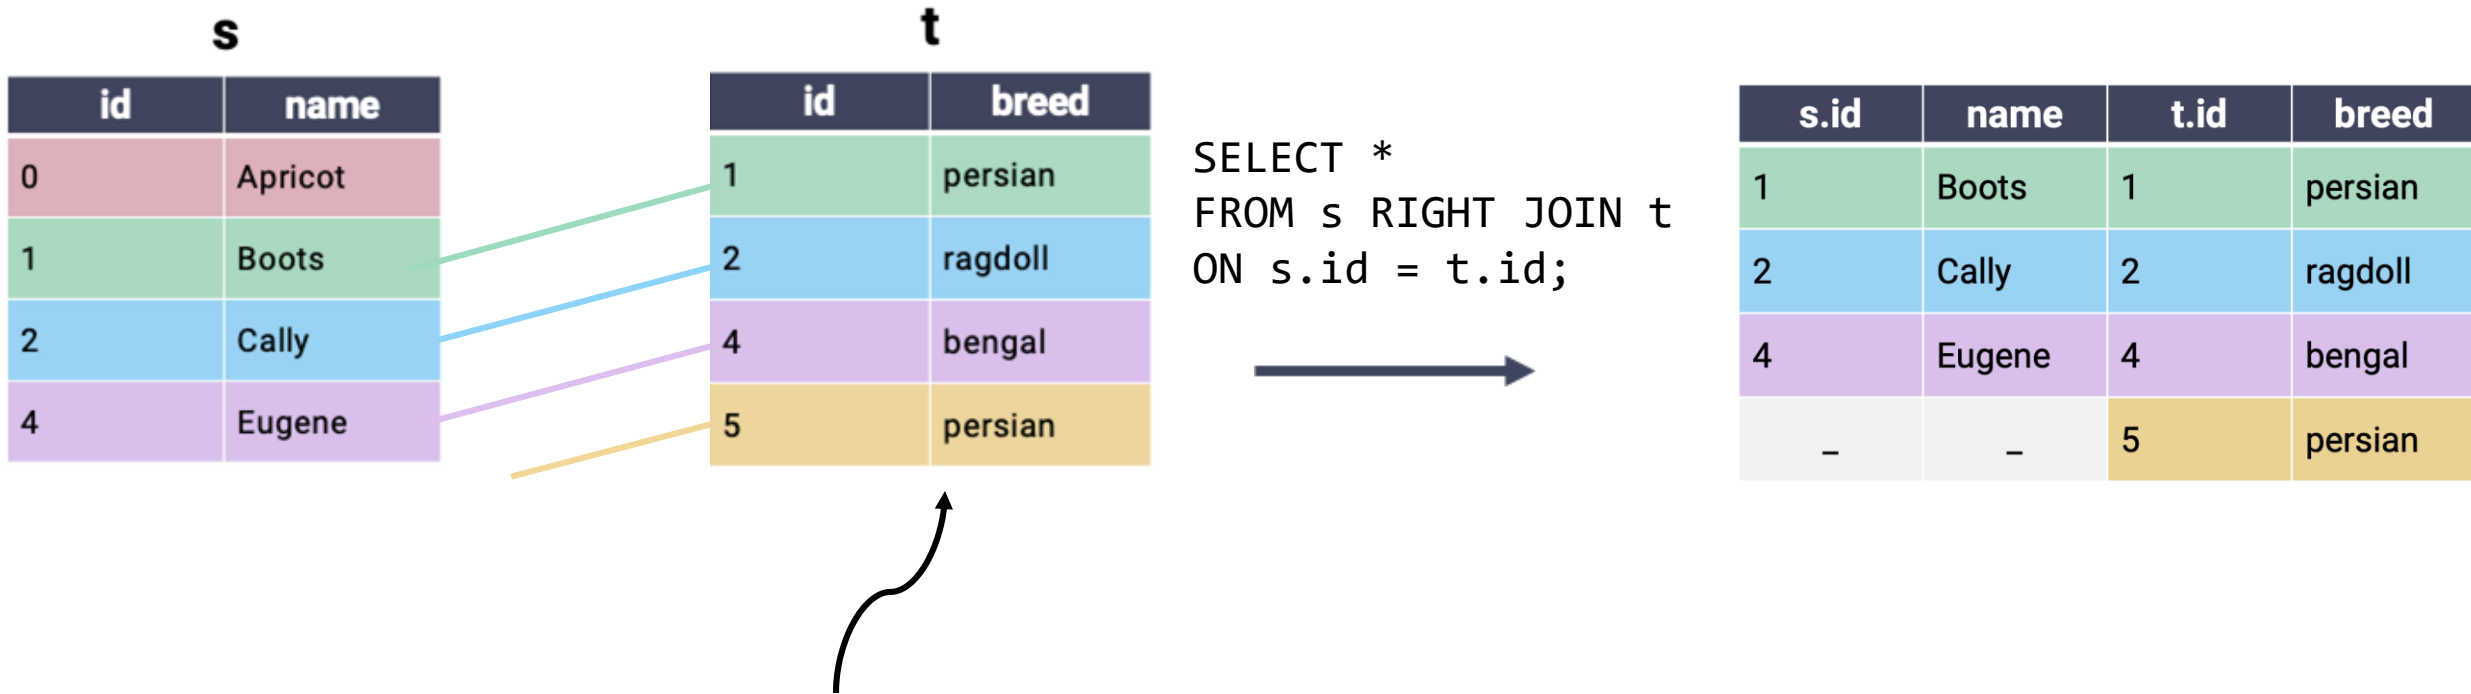 s
id name
0 Apricot
1 Boots
2 Cally
4 Eugene
t
id breed
1 persian
2 ragdoll
4 bengal
5 persian
SELECT *
FROM s RIGHT JOIN t
ON s.id = t.id;
s.id name t.id breed
1 Boots 1 persian
2 Cally 2 ragdoll
4 Eugene 4 bengal
_ _ 5 persian